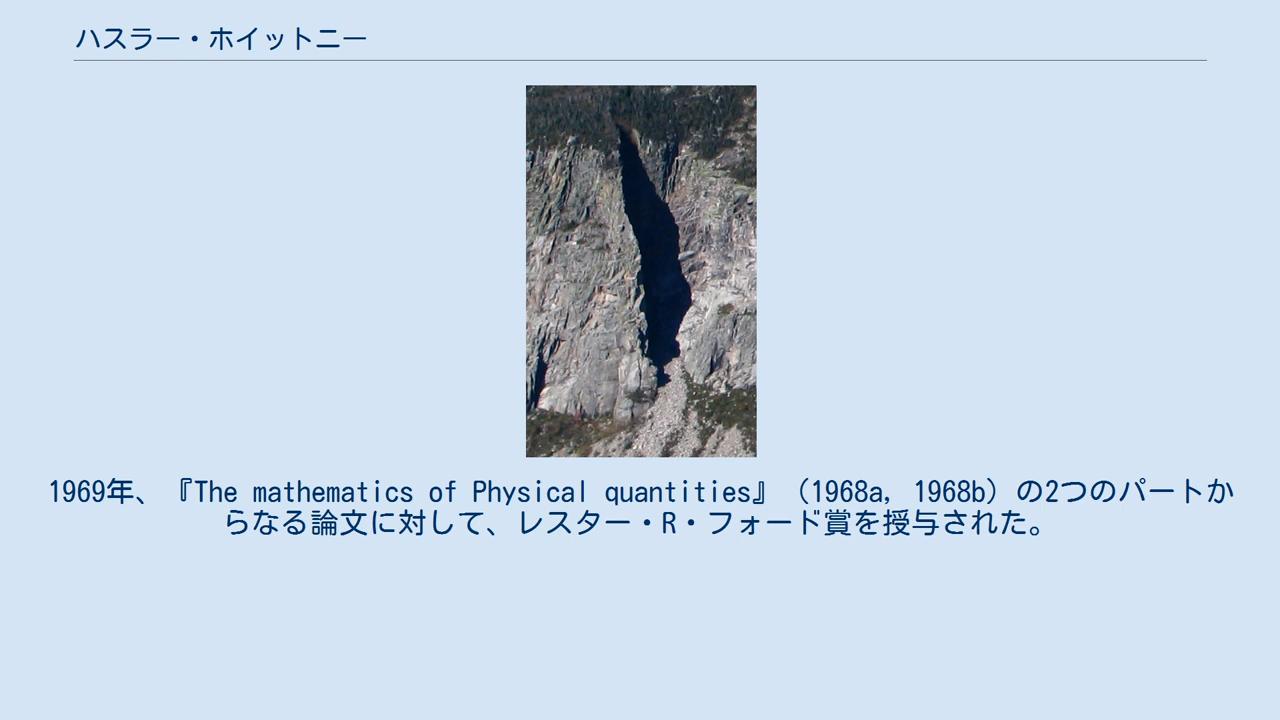 ハスラー・ホイットニー
1969年、『The mathematics of Physical quantities』（1968a, 1968b）の2つのパートか
らなる論文に対して、レスター・R・フォード賞を授与された。